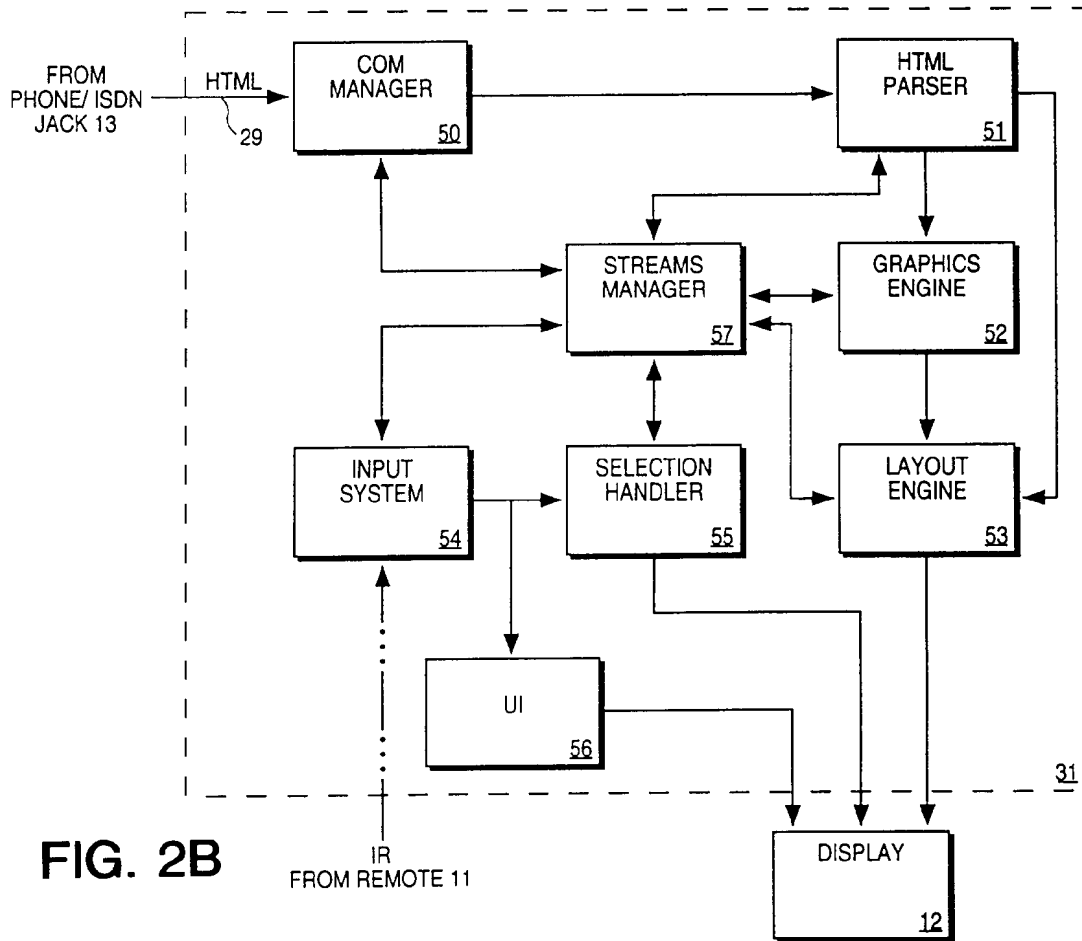 FROM
PHONE/ ISDN
JACK 13
HTML
29
COM
MANAGER
50
HTML
PARSER
51
STREAMS
MANAGER
57
GRAPHICS
ENGINE
52
INPUT
SYSTEM
54
SELECTION
HANDLER
55
LAYOUT
ENGINE
53
UI
56
31
FIG. 2B
IR
FROM REMOTE 11
DISPLAY
12